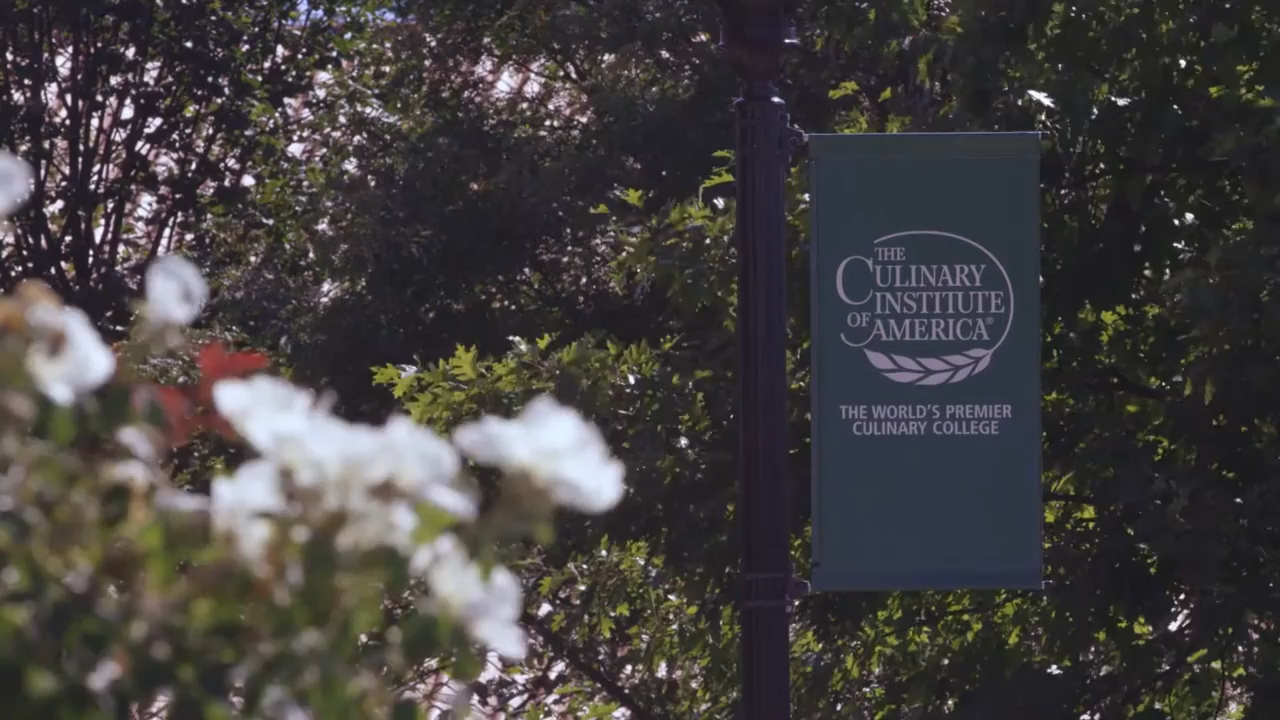 THE
CULINARY
INSTITUTE
OF AMERICA®
THE WORLD'S PREMIER
CULINARY COLLEGE